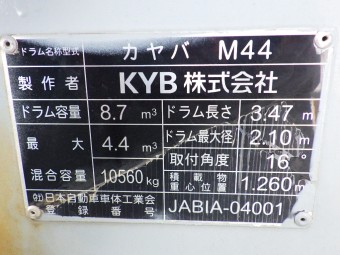 ドラム名称型式 カヤバ M44
製作者 KYB株式会社
ドラム容量 8.7 m³ ドラム長さ 3.47 m
最大 4.4 m³ ドラム最大径 2.10 m
混合容量 10560 kg 取付角度 16°
積載物重心位置 1.260 m
(社)日本自動車車体工業会
登録番号 JABIA-04001